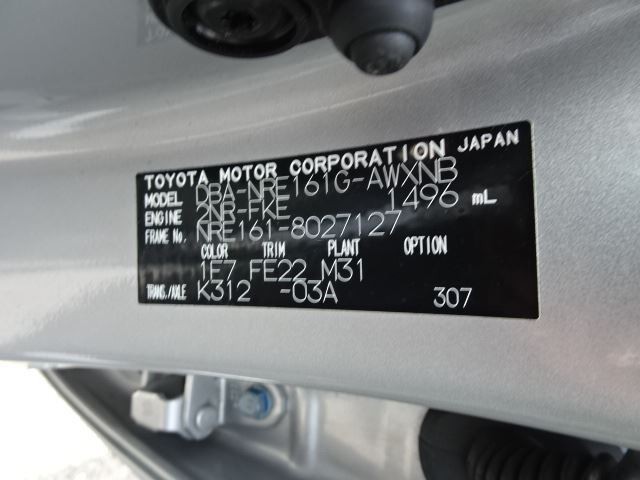 TOYOTA MOTOR CORPORATION JAPAN
MODEL DBA-NRE161G-AWXNB
ENGINE 2NR-FKE 1496 mL
FRAME No. NRE161-8027127
COLOR TRIM PLANT OPTION
1E7 FE22 M31
TRANS./AXLE K312 -03A 307